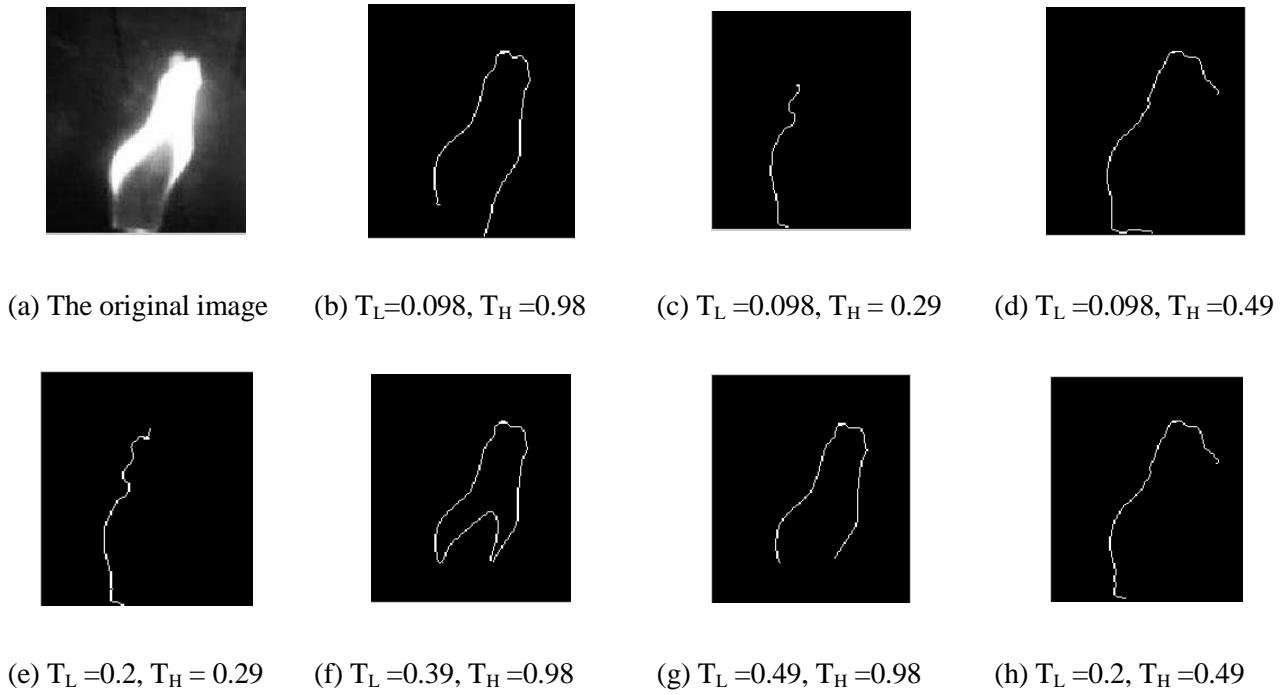 (a) The original image (b) T_L=0.098, T_H =0.98 (c) T_L =0.098, T_H = 0.29 (d) T_L =0.098, T_H =0.49
(e) T_L =0.2, T_H = 0.29 (f) T_L =0.39, T_H =0.98 (g) T_L =0.49, T_H =0.98 (h) T_L =0.2, T_H =0.49